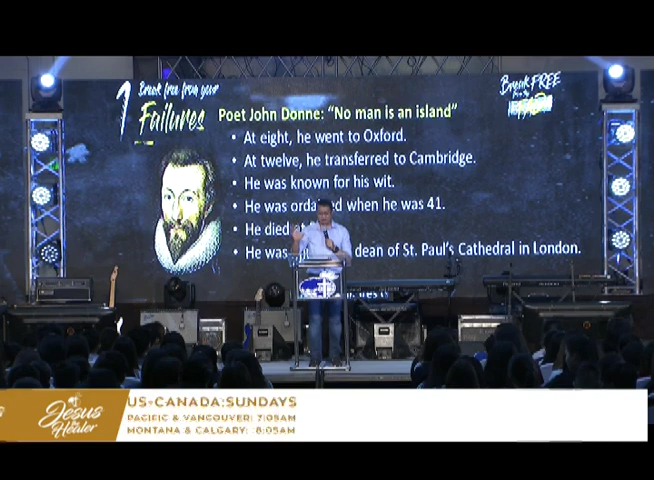 1 Break free from your
Failures
Break FREE
Poet John Donne: “No man is an island”
• At eight, he went to Oxford.
• At twelve, he transferred to Cambridge.
• He was known for his wit.
• He was ordained when he was 41.
• He died
• He was dean of St. Paul's Cathedral in London.
Jesus
Healer
US-CANADA:SUNDAYS
PACIFIC & VANCOUVER: 7:05AM
MONTANA & CALGARY: 8:05AM